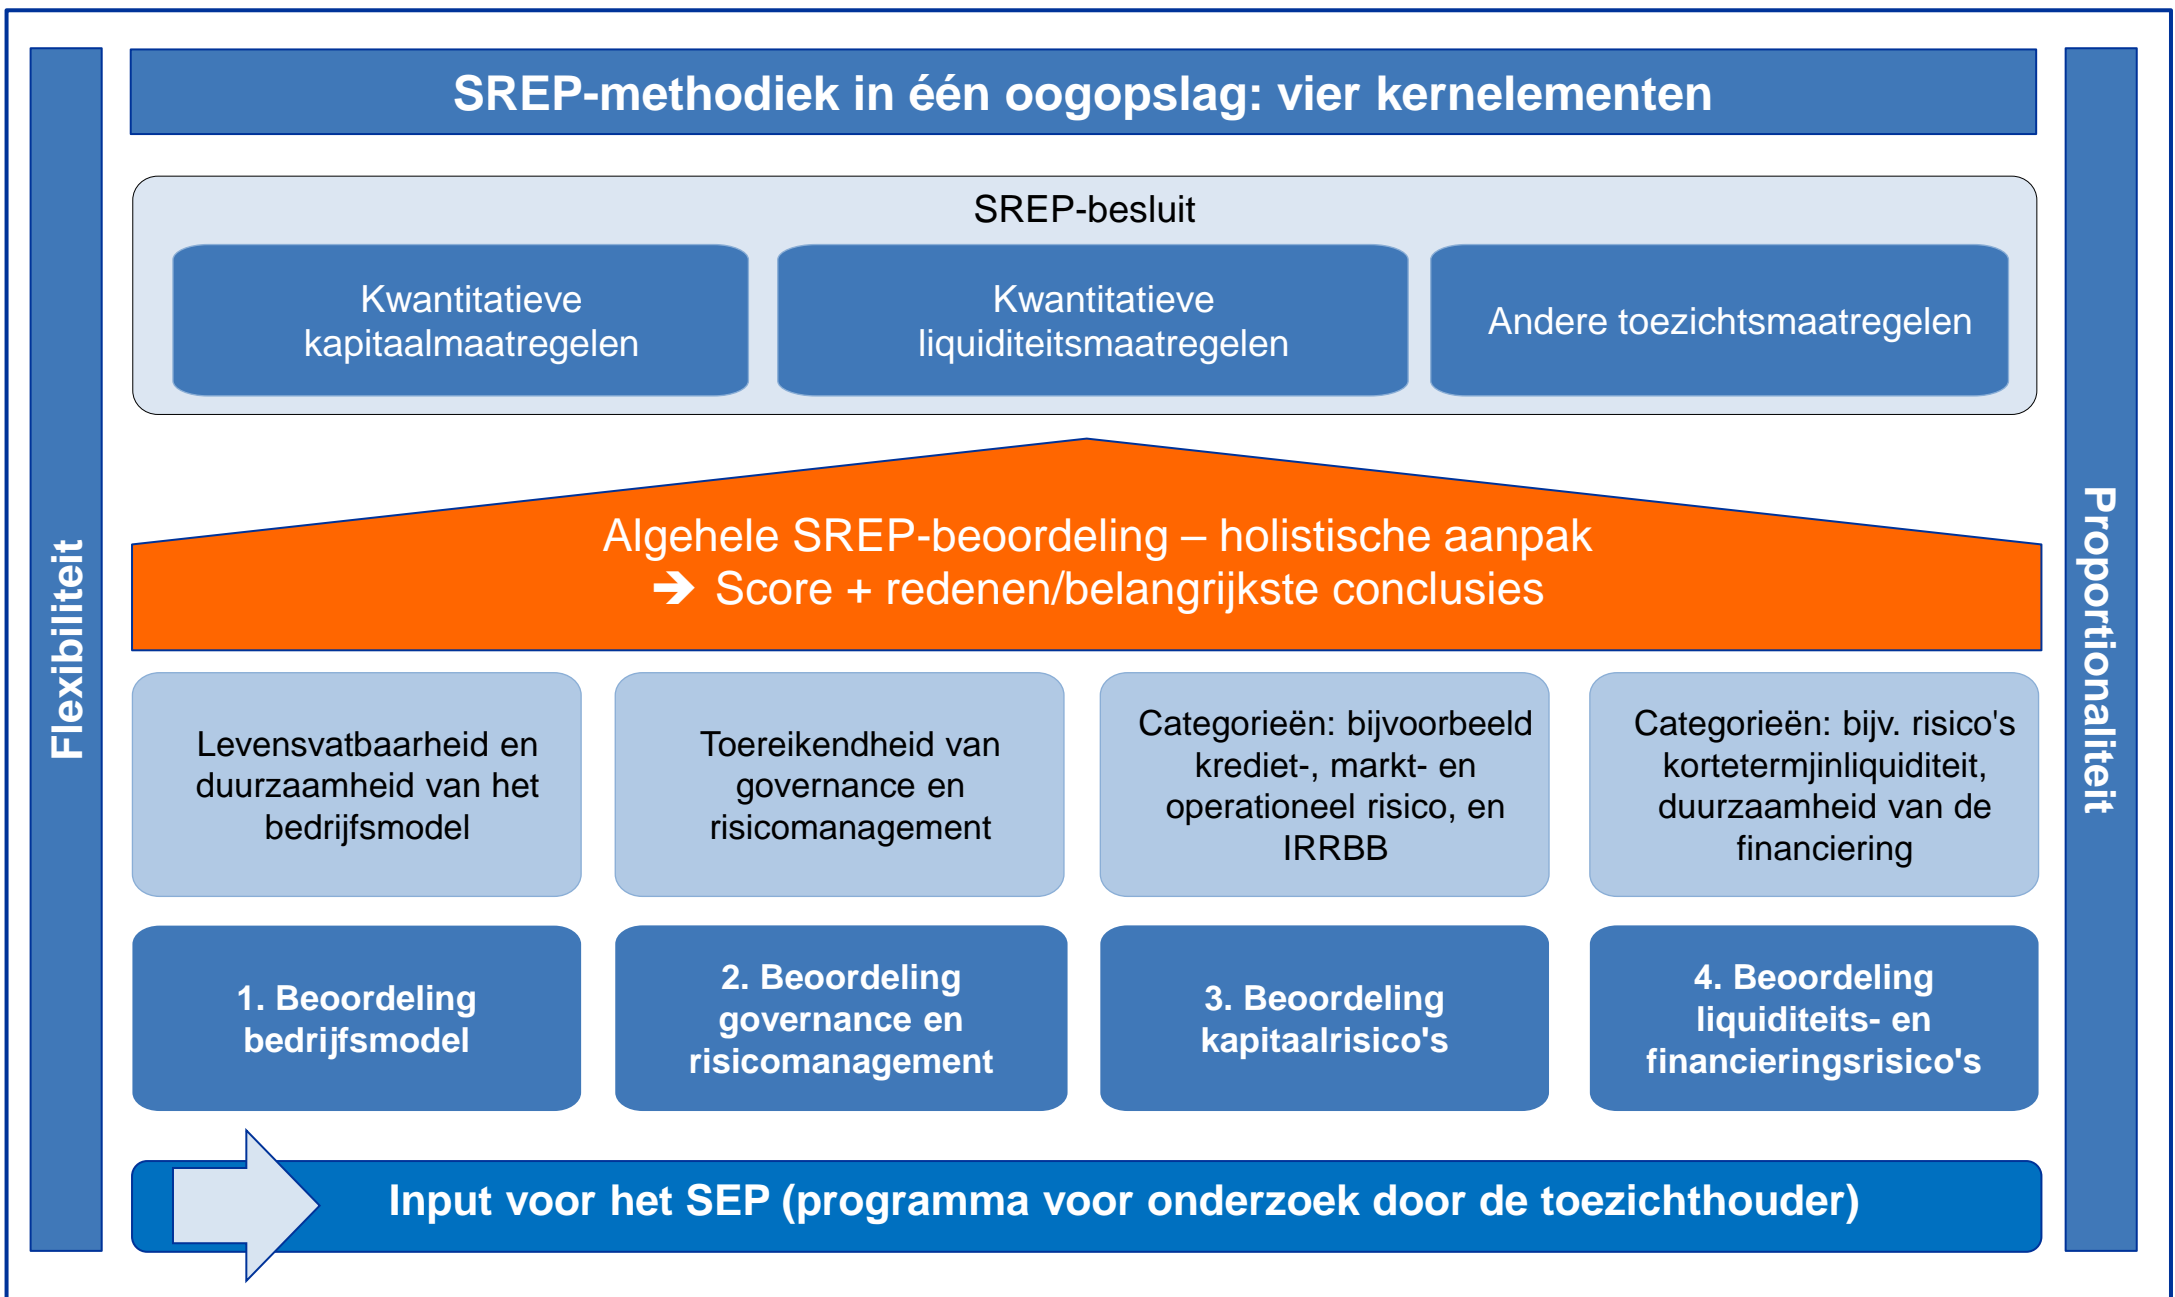 SREP-methodiek in één oogopslag: vier kernelementen
Flexibiliteit
Proportionaliteit
SREP-besluit
Kwantitatieve
kapitaalmaatregelen
Kwantitatieve
liquiditeitsmaatregelen
Andere toezichtsmaatregelen
Algehele SREP-beoordeling – holistische aanpak
➔ Score + redenen/belangrijkste conclusies
Levensvatbaarheid en
duurzaamheid van het
bedrijfsmodel
Toereikendheid van
governance en
risicomanagement
Categorieën: bijvoorbeeld
krediet-, markt- en
operationeel risico, en
IRRBB
Categorieën: bijv. risico's
kortetermjinliquiditeit,
duurzaamheid van de
financiering
1. Beoordeling
bedrijfsmodel
2. Beoordeling
governance en
risicomanagement
3. Beoordeling
kapitaalrisico's
4. Beoordeling
liquiditeits- en
financieringsrisico's
Input voor het SEP (programma voor onderzoek door de toezichthouder)